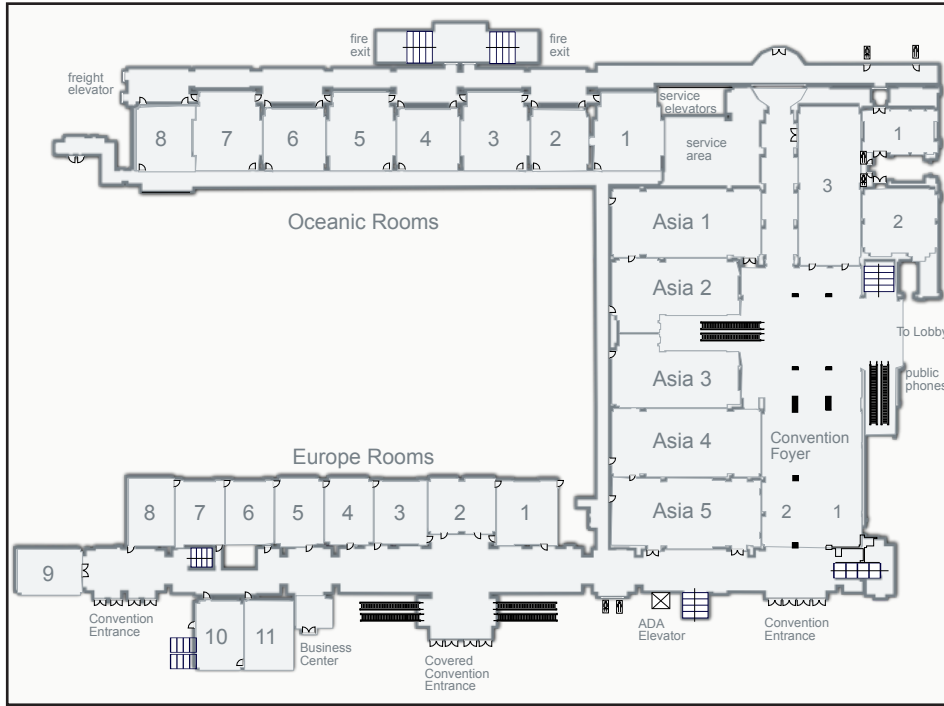 fire
exit
fire
exit
freight
elevator
service
elevators
service
area
8
7
6
5
4
3
2
1
3
1
2
Oceanic Rooms
Asia 1
Asia 2
To Lobby
Asia 3
public
phones
Asia 4
Convention
Foyer
Asia 5
2
1
Europe Rooms
8
7
6
5
4
3
2
1
9
10
11
Convention
Entrance
Business
Center
Covered
Convention
Entrance
ADA
Elevator
Convention
Entrance